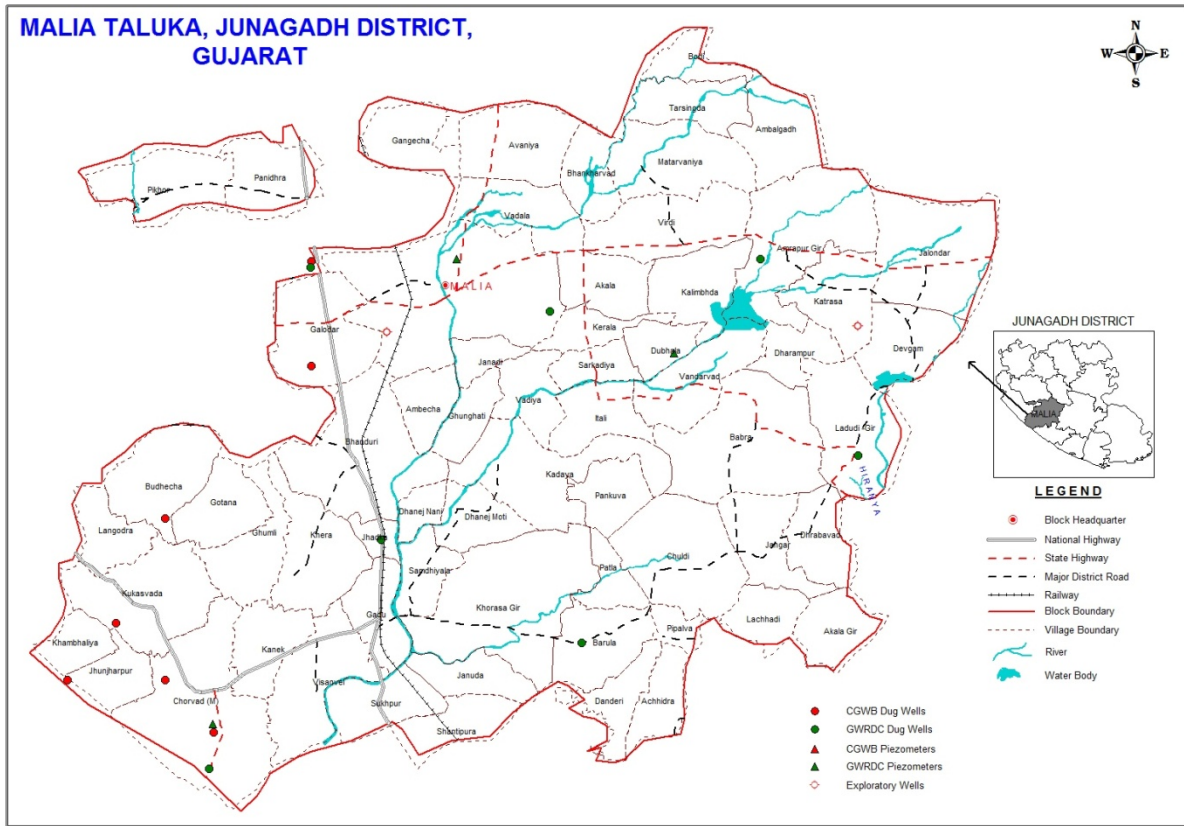 MALIA TALUKA, JUNAGADH DISTRICT,
GUJARAT
N
W E
S
Bedi
Tarsingda
Ambalgadh
Gangecha
Avaniya
Bhankharvad
Matarvaniya
Pikhor
Panidhra
Vadala
Virdi
Amrapur Gir
Jalondar
MALIA
Akala
Kalimbhda
Katrasa
Galodar
Kerala
Dubhala
Janadi
Sarkadiya
Dharampur
Devgam
Vandarvad
Ambecha
Ghunghati
Vadiya
Itali
Bhanduri
Babra
Ladudi Gir
HIRANYA
Budhecha
Gotana
Kadaya
Pankuva
Langodra
Ghumli
Khera
Dhanej Nani
Dhanej Moti
Jhadka
Jangar
Dhrabavad
Chuldi
Patla
Samdhiyala
Kukasvada
Khorasa Gir
Gadu
Lachhadi
Akala Gir
Khambhaliya
Kanek
Barula
Pipalva
Jhunjharpur
Visanvel
Januda
Chorvad (M)
Sukhpur
Danderi
Achhidra
Shantipura
JUNAGADH DISTRICT
MALIA
LEGEND
Block Headquarter
National Highway
State Highway
Major District Road
Railway
Block Boundary
Village Boundary
River
Water Body
CGWB Dug Wells
GWRDC Dug Wells
CGWB Piezometers
GWRDC Piezometers
Exploratory Wells